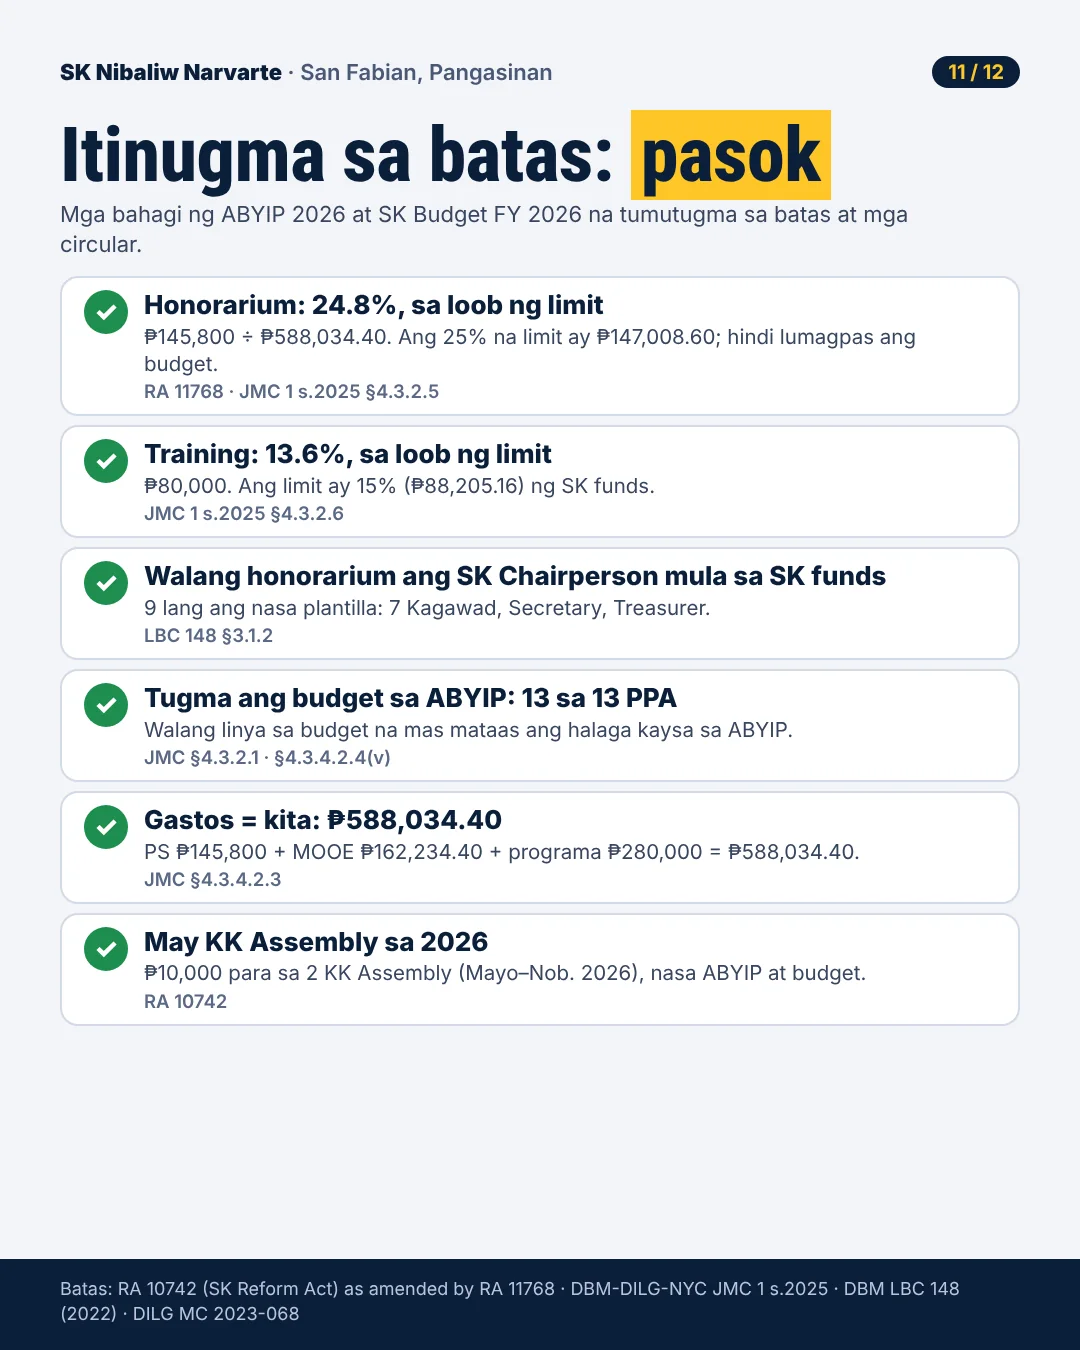 SK Nibaliw Narvarte · San Fabian, Pangasinan
11 / 12
Itinugma sa batas: pasok
Mga bahagi ng ABYIP 2026 at SK Budget FY 2026 na tumutugma sa batas at mga
circular.
Honorarium: 24.8%, sa loob ng limit
₱145,800 ÷ ₱588,034.40. Ang 25% na limit ay ₱147,008.60; hindi lumagpas ang
budget.
RA 11768 · JMC 1 s.2025 §4.3.2.5
Training: 13.6%, sa loob ng limit
₱80,000. Ang limit ay 15% (₱88,205.16) ng SK funds.
JMC 1 s.2025 §4.3.2.6
Walang honorarium ang SK Chairperson mula sa SK funds
9 lang ang nasa plantilla: 7 Kagawad, Secretary, Treasurer.
LBC 148 §3.1.2
Tugma ang budget sa ABYIP: 13 sa 13 PPA
Walang linya sa budget na mas mataas ang halaga kaysa sa ABYIP.
JMC §4.3.2.1 · §4.3.4.2.4(v)
Gastos = kita: ₱588,034.40
PS ₱145,800 + MOOE ₱162,234.40 + programa ₱280,000 = ₱588,034.40.
JMC §4.3.4.2.3
May KK Assembly sa 2026
₱10,000 para sa 2 KK Assembly (Mayo–Nob. 2026), nasa ABYIP at budget.
RA 10742
Batas: RA 10742 (SK Reform Act) as amended by RA 11768 · DBM-DILG-NYC JMC 1 s.2025 · DBM LBC 148
(2022) · DILG MC 2023-068